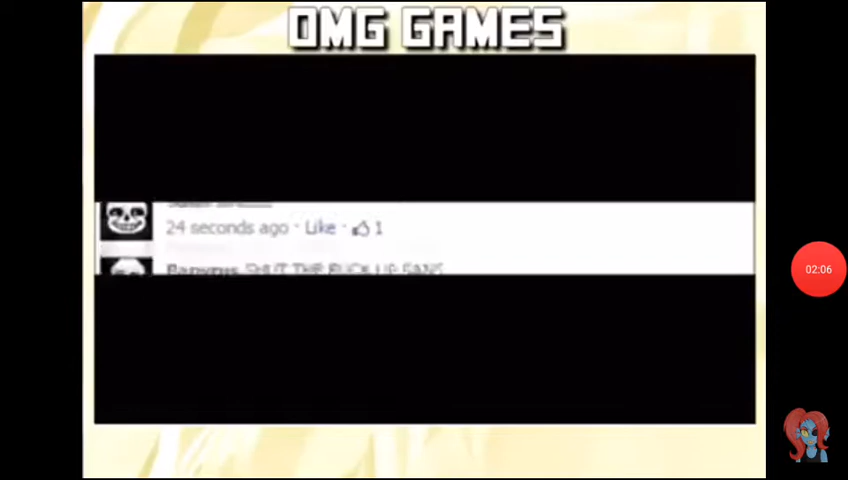 OMG GAMES
24 seconds ago · Like · 1
Papyrus SHUT THE FUCK UP SANS
02:06